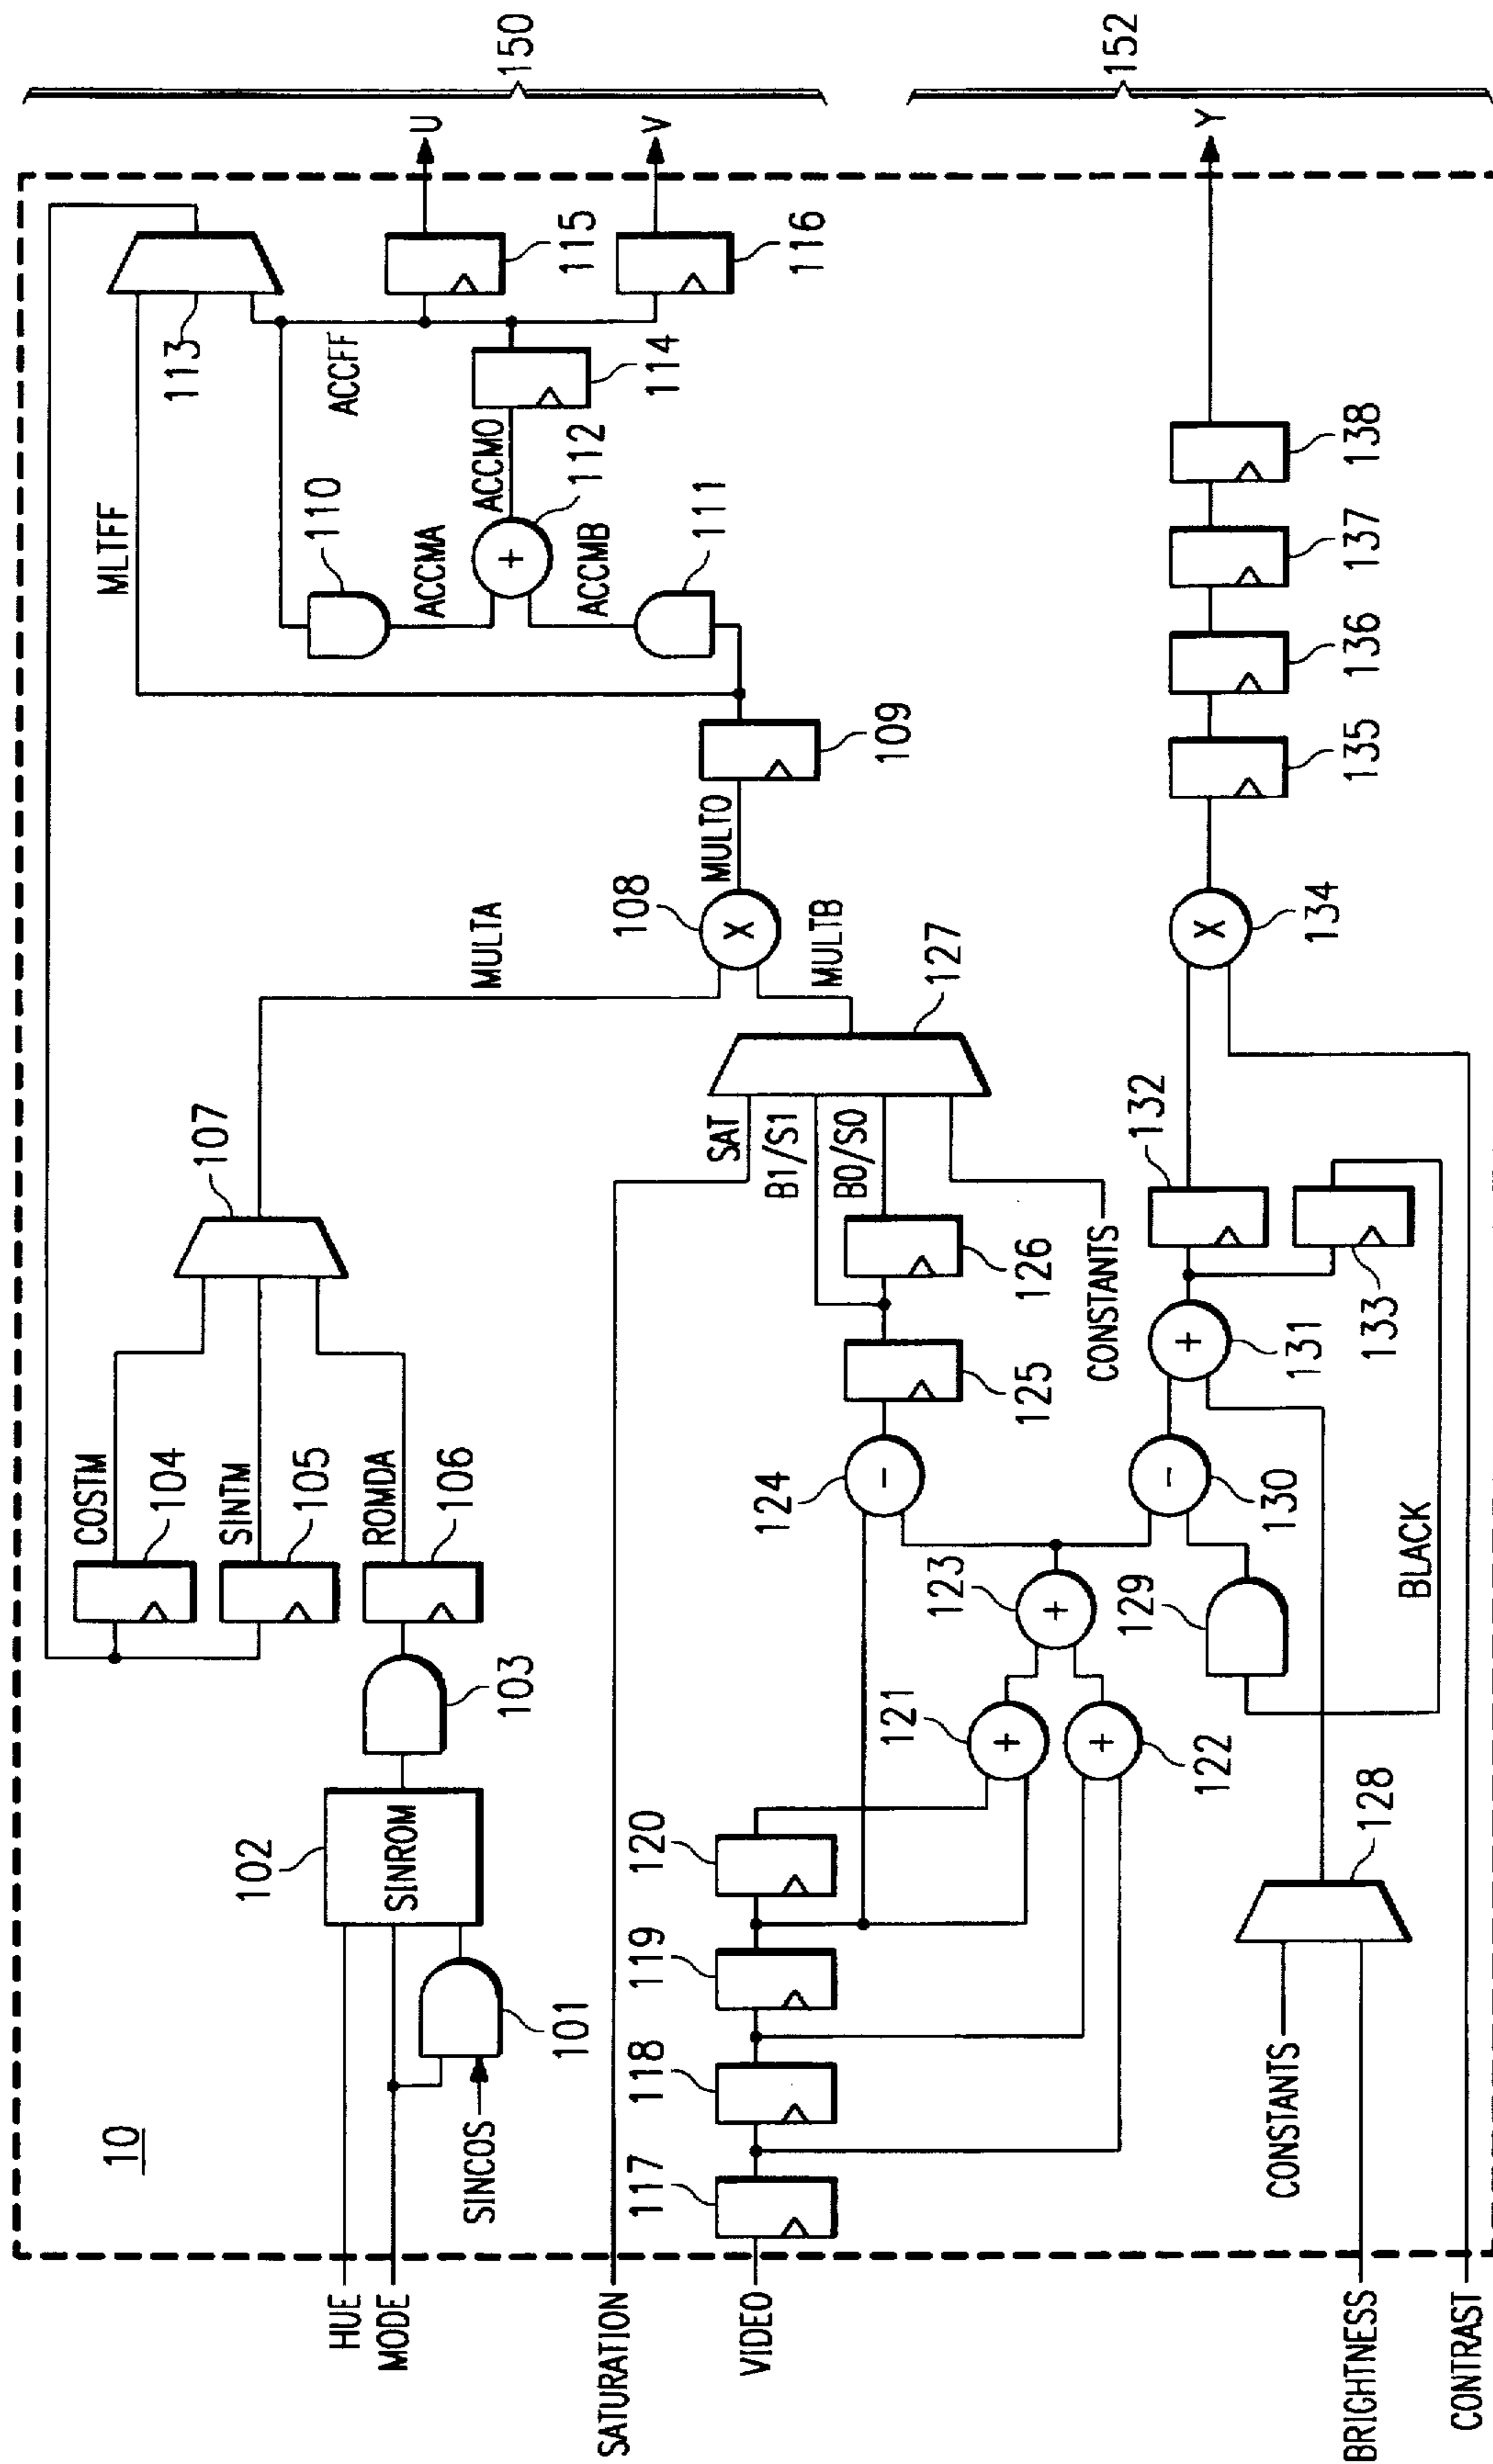 10
HUE
MODE
SINCOS
101
102
SINROM
103
COSTM
104
SINTM
105
ROMDA
106
107
MULTA
108
MULTO
MULTB
109
MLTFF
110
ACCMA
ACCMB
111
ACCMO
112
ACCFF
113
114
115
116
U
V
150
SATURATION
VIDEO
117
118
119
120
121
122
123
124
125
126
SAT
B1/S1
B0/S0
CONSTANTS
127
BRIGHTNESS
CONTRAST
CONSTANTS
128
129
BLACK
130
131
132
133
134
135
136
137
138
Y
152